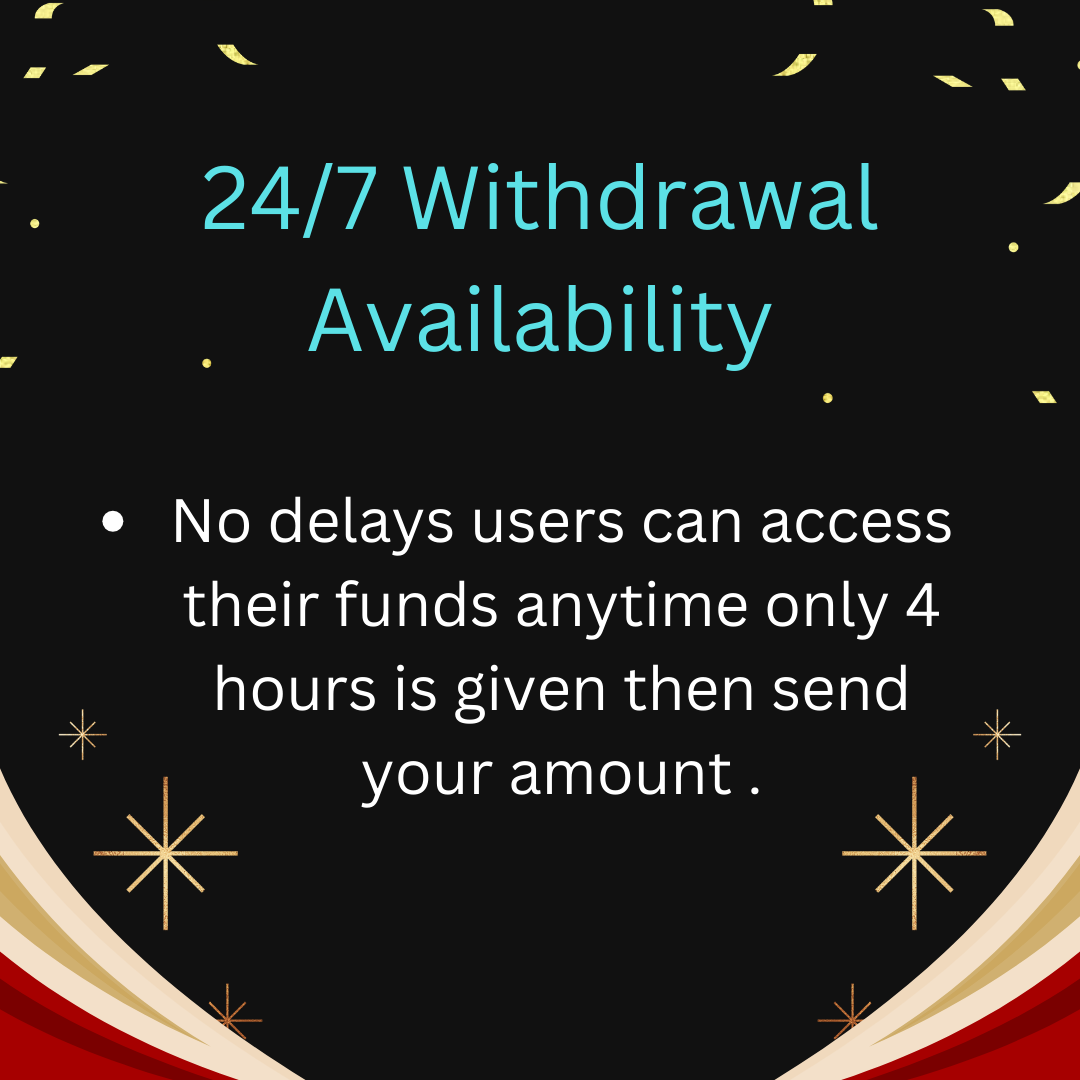 24/7 Withdrawal
Availability
• No delays users can access
their funds anytime only 4
hours is given then send
your amount .